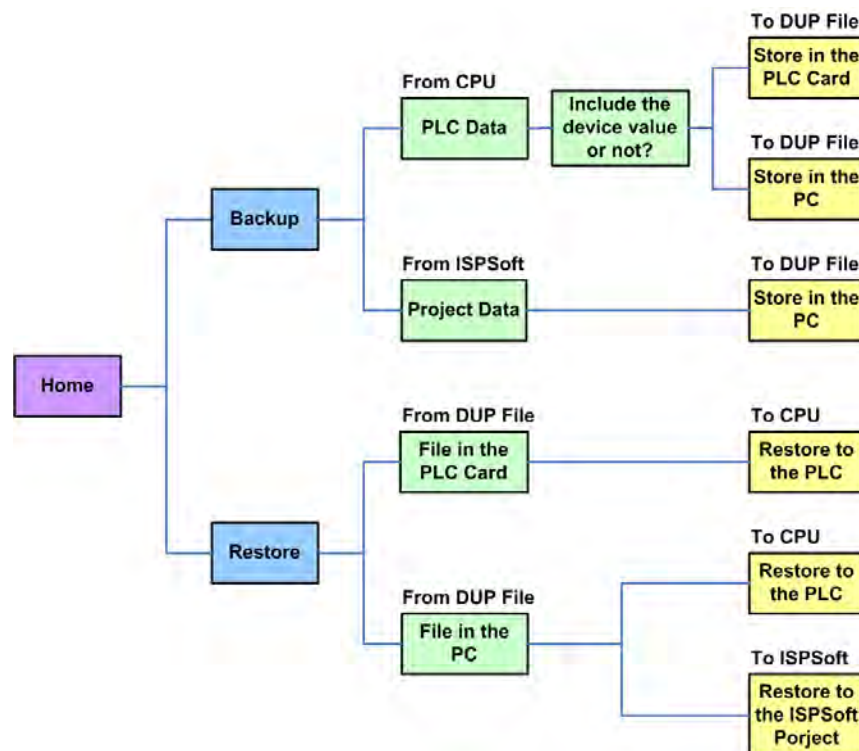 To DUP File
Store in the
PLC Card
From CPU
PLC Data
Include the
device value
or not?
To DUP File
Store in the
PC
Backup
From ISPSoft
Project Data
To DUP File
Store in the
PC
Home
From DUP File
File in the
PLC Card
To CPU
Restore to
the PLC
Restore
To CPU
Restore to
the PLC
From DUP File
File in the
PC
To ISPSoft
Restore to
the ISPSoft
Porject